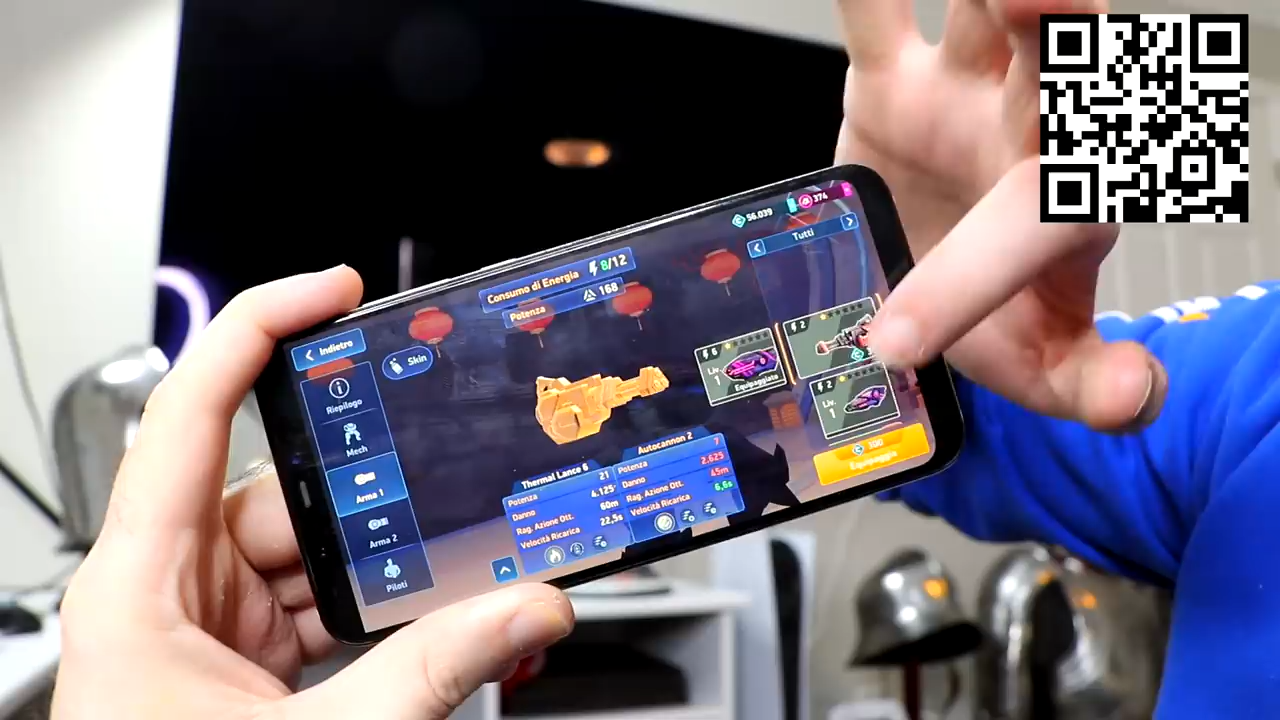 56.039
374
Tutti
Consumo di Energia 8/12
Potenza 168
Indietro
Skin
Riepilogo
Mech
Arma 1
Arma 2
Piloti
6
Liv.
1
Equipaggiato
2
2
Liv.
1
100
Equipaggia
Thermal Lance 6
Potenza 21
Danno 4.125
Rag. Azione Ott. 60m
Velocità Ricarica 22,5s
Autocannon 2
Potenza 7
Danno 2.625
Rag. Azione Ott. 45m
Velocità Ricarica 6,6s